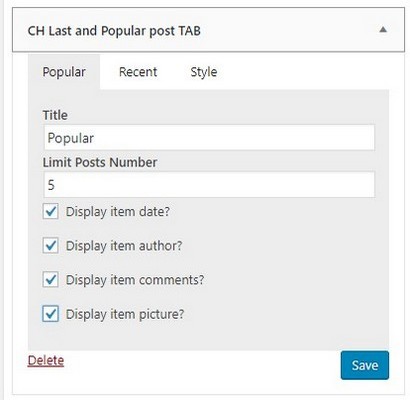 CH Last and Popular post TAB
Popular Recent Style
Title
Popular
Limit Posts Number
5
Display item date?
Display item author?
Display item comments?
Display item picture?
Delete Save